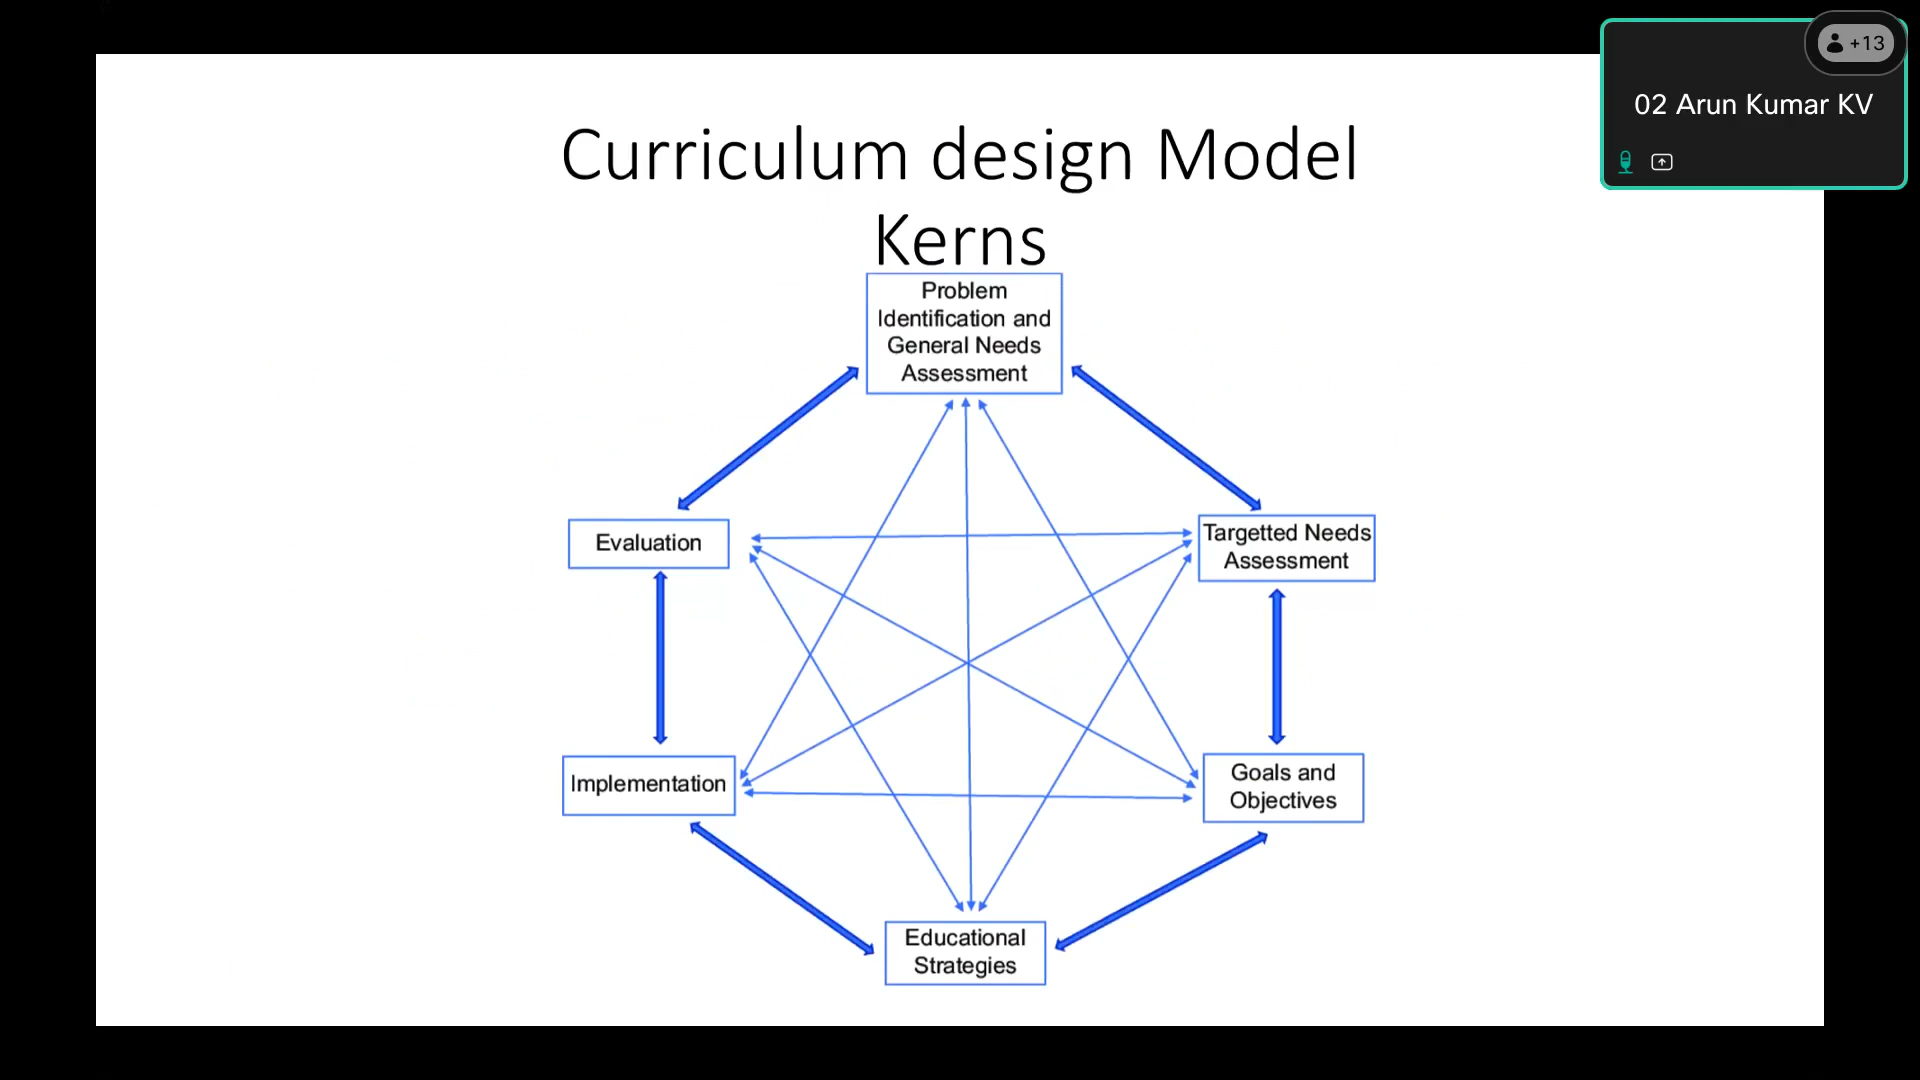 +13
02 Arun Kumar KV
Curriculum design Model
Kerns
Problem
Identification and
General Needs
Assessment
Evaluation
Targetted Needs
Assessment
Implementation
Goals and
Objectives
Educational
Strategies